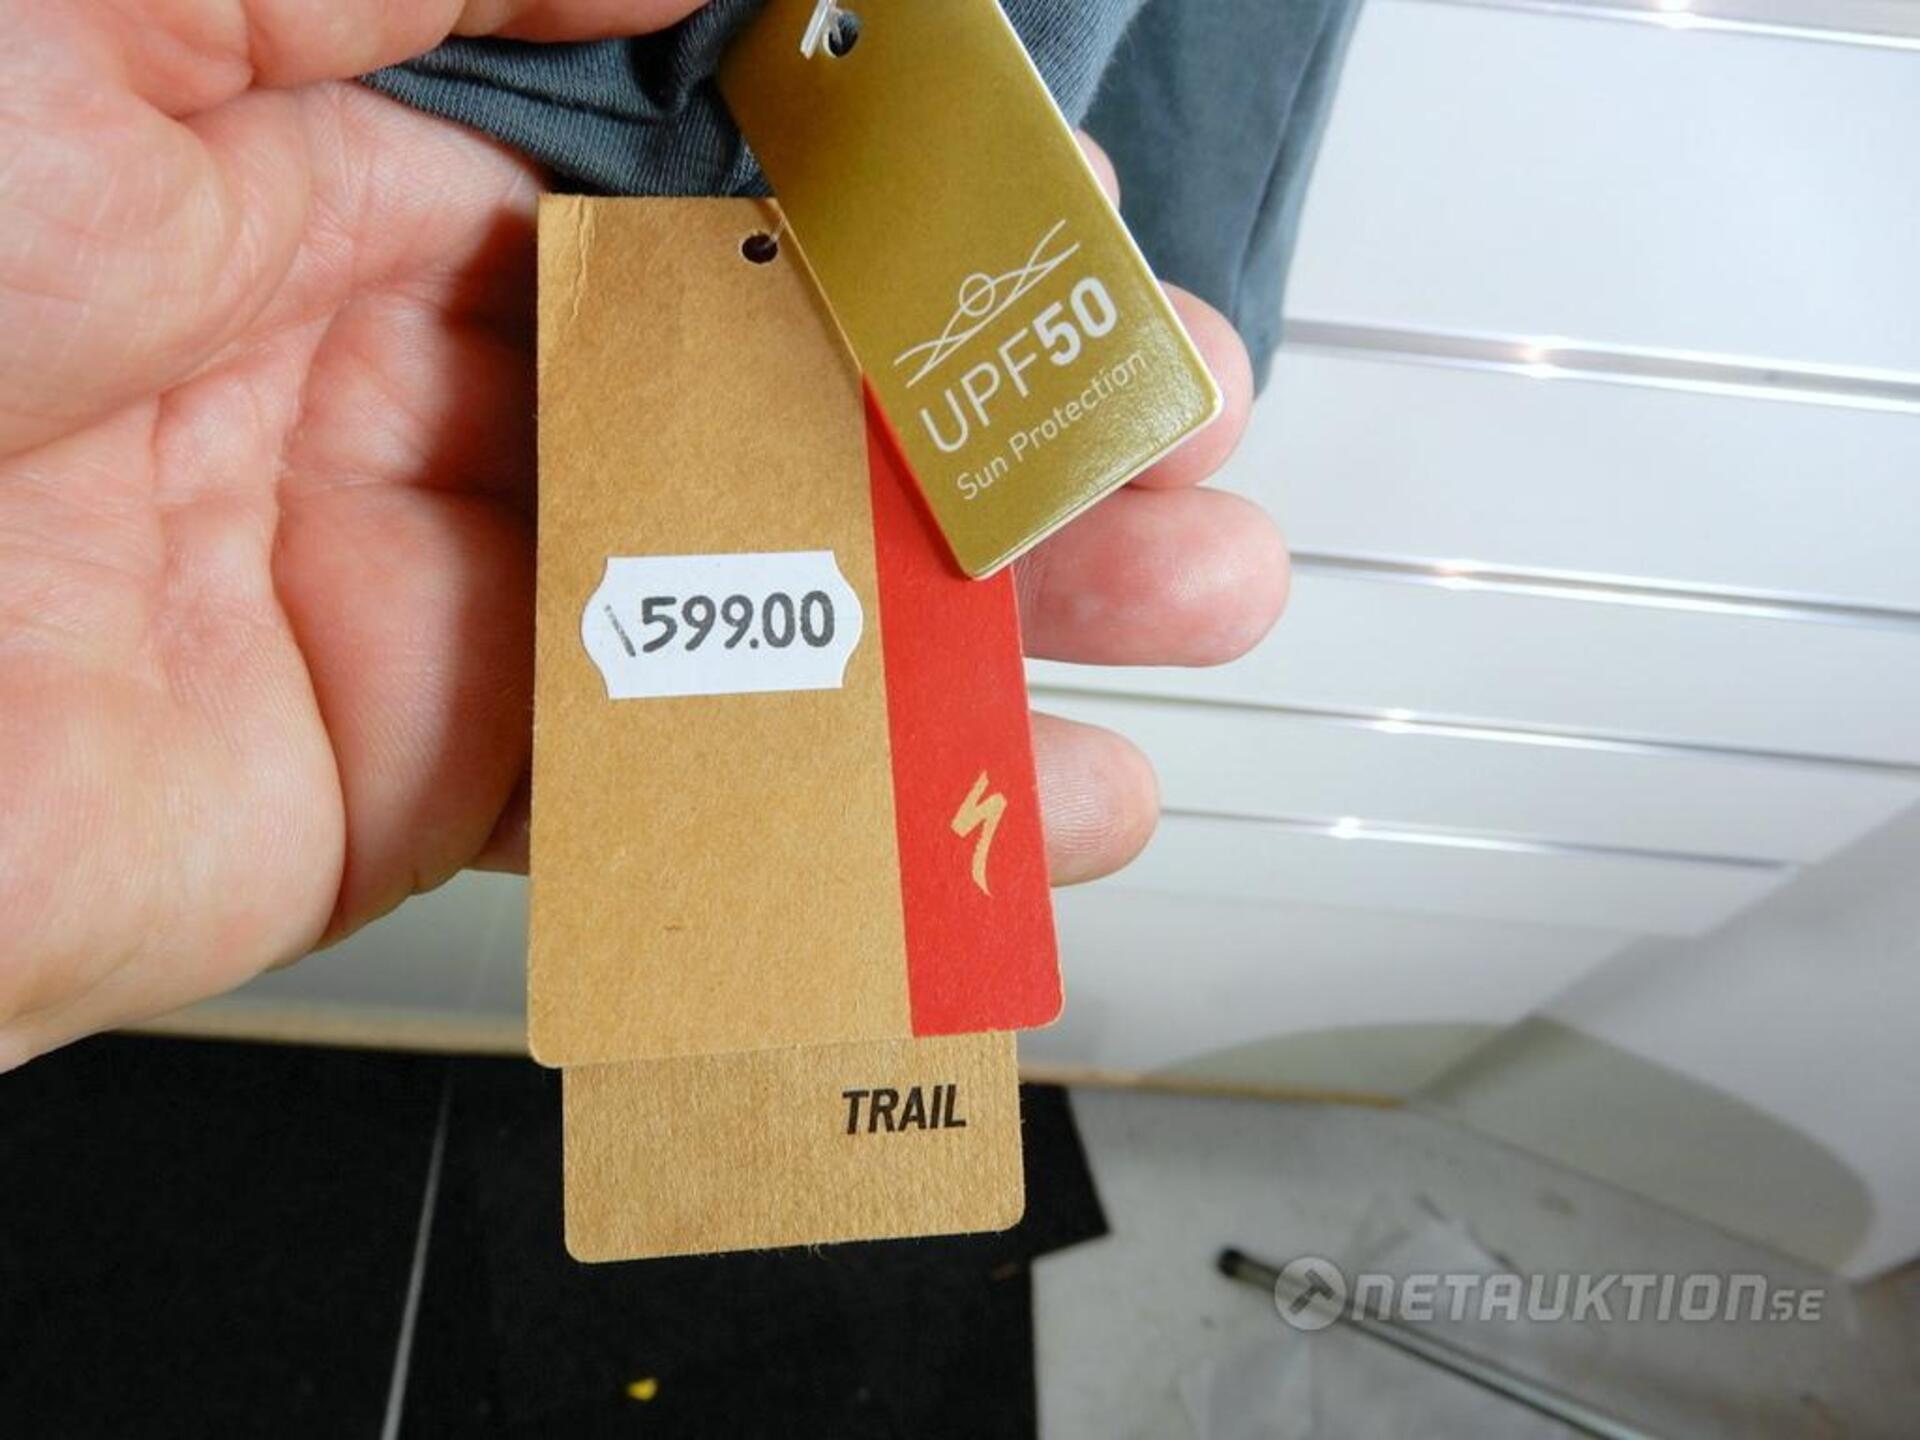 UPF50
Sun Protection
599.00
TRAIL
NETAUKTION.SE